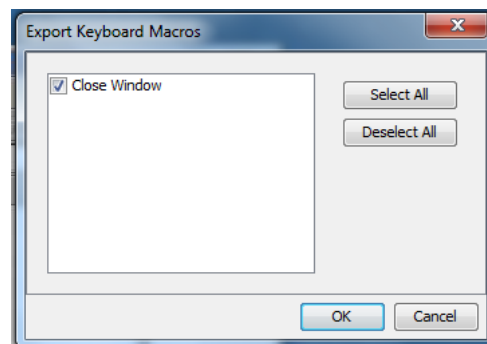 Export Keyboard Macros
Close Window
Select All
Deselect All
OK
Cancel